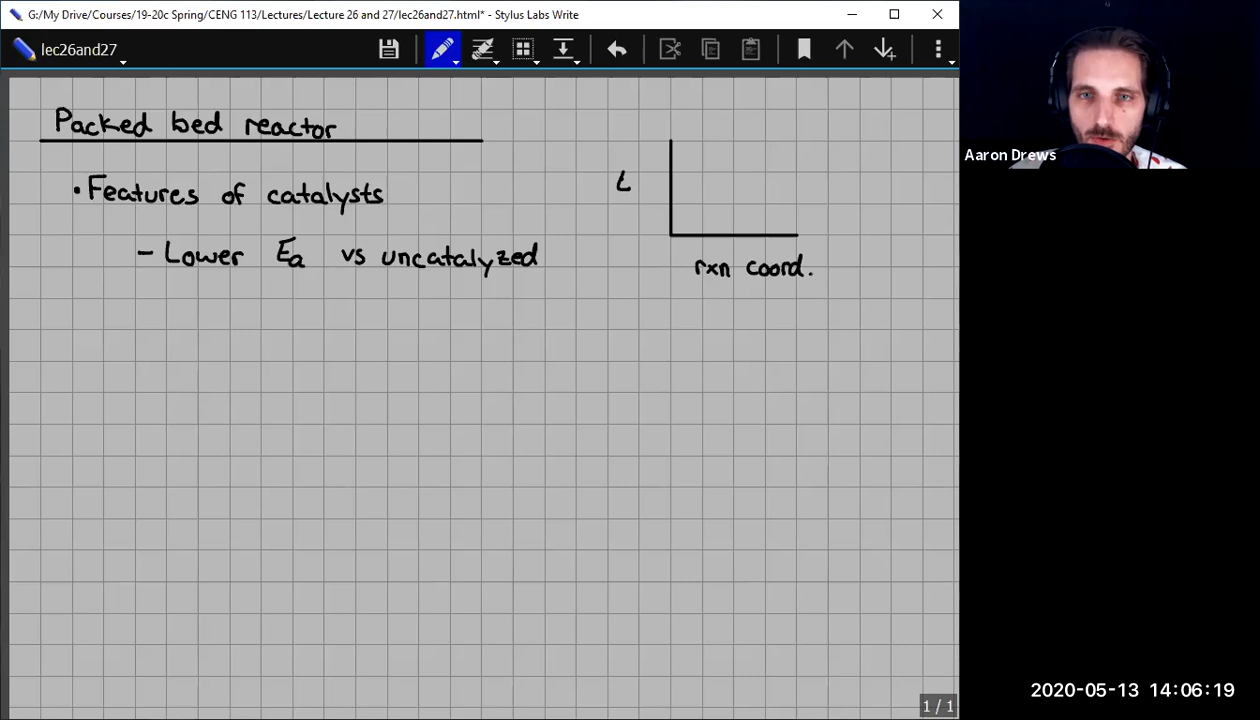 G:/My Drive/Courses/19-20c Spring/CENG 113/Lectures/Lecture 26 and 27/lec26and27.html* - Stylus Labs Write
lec26and27
Packed bed reactor
• Features of catalysts
- Lower Ea vs uncatalyzed
rxn coord.
Aaron Drews
2020-05-13 14:06:19
1 / 1